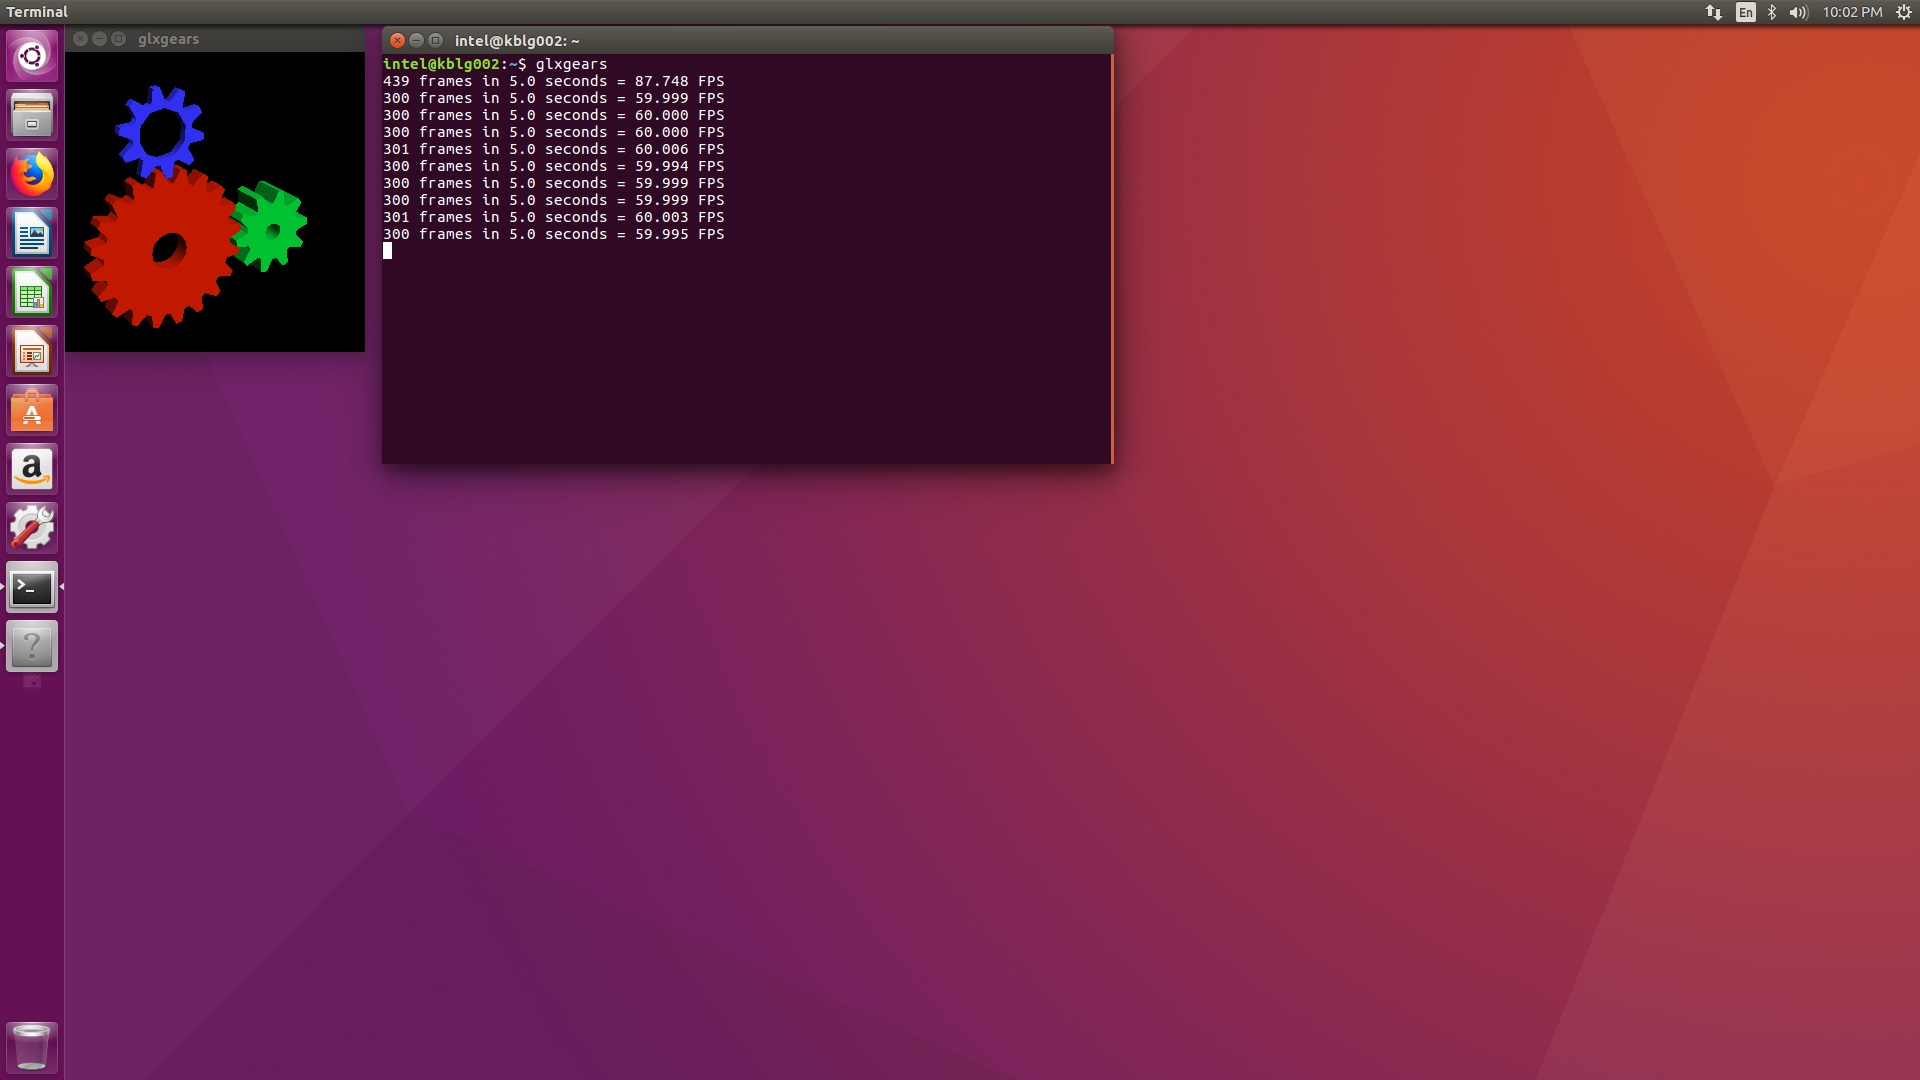 Terminal
En
10:02 PM
glxgears
intel@kblg002: ~
intel@kblg002:~$ glxgears
439 frames in 5.0 seconds = 87.748 FPS
300 frames in 5.0 seconds = 59.999 FPS
300 frames in 5.0 seconds = 60.000 FPS
300 frames in 5.0 seconds = 60.000 FPS
301 frames in 5.0 seconds = 60.006 FPS
300 frames in 5.0 seconds = 59.994 FPS
300 frames in 5.0 seconds = 59.999 FPS
300 frames in 5.0 seconds = 59.999 FPS
301 frames in 5.0 seconds = 60.003 FPS
300 frames in 5.0 seconds = 59.995 FPS
A
a
>_
?